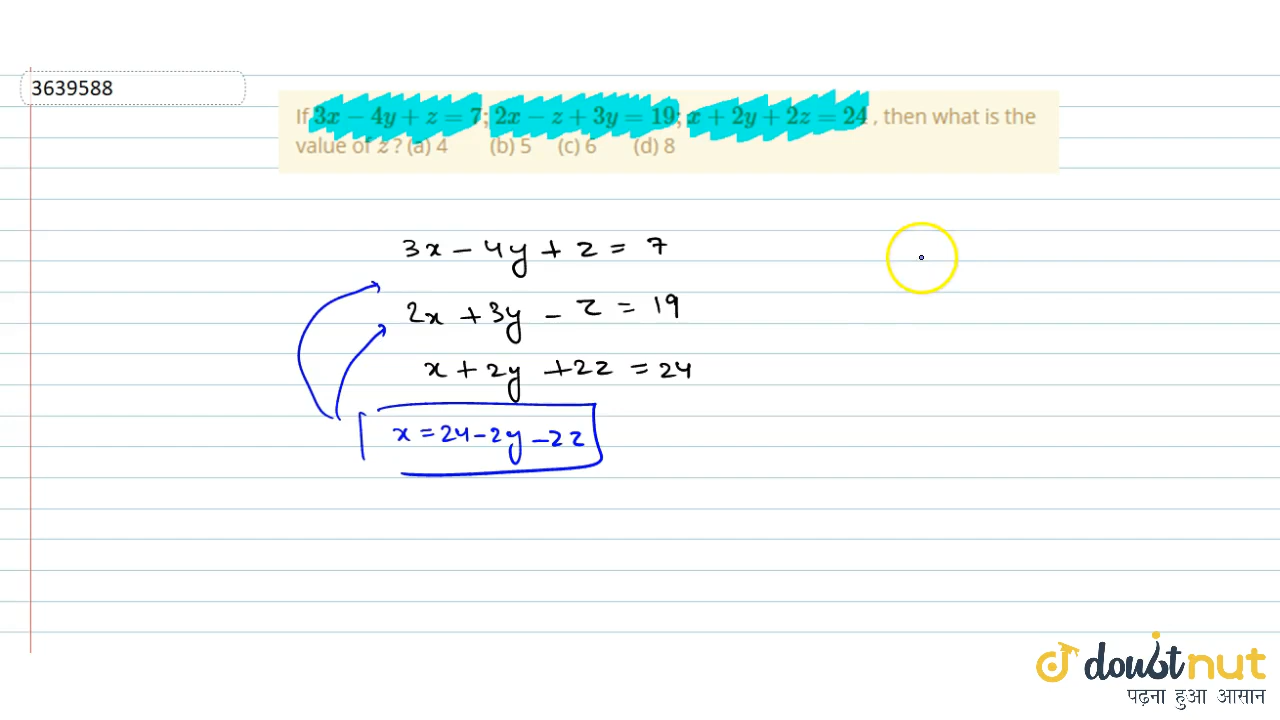 3639588
If 3x − 4y + z = 7; 2x − z + 3y = 19; x + 2y + 2z = 24 , then what is the
value of z ? (a) 4 (b) 5 (c) 6 (d) 8
3x − 4y + z = 7
2x + 3y − z = 19
x + 2y + 2z = 24
x = 24 − 2y − 2z
doubtnut
पढ़ना हुआ आसान